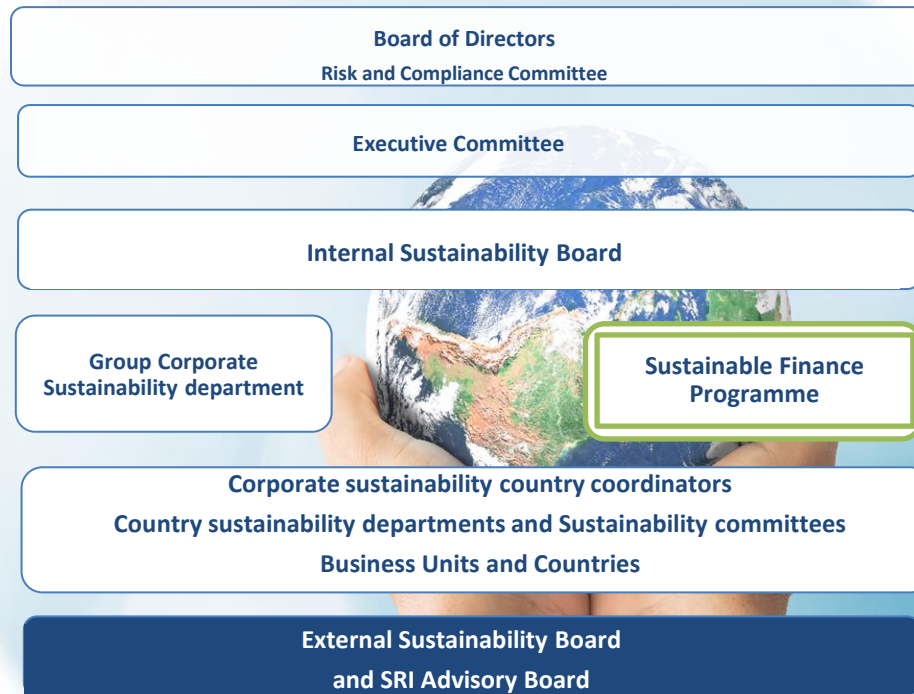 Board of Directors
Risk and Compliance Committee
Executive Committee
Internal Sustainability Board
Group Corporate
Sustainability department
Sustainable Finance
Programme
Corporate sustainability country coordinators
Country sustainability departments and Sustainability committees
Business Units and Countries
External Sustainability Board
and SRI Advisory Board